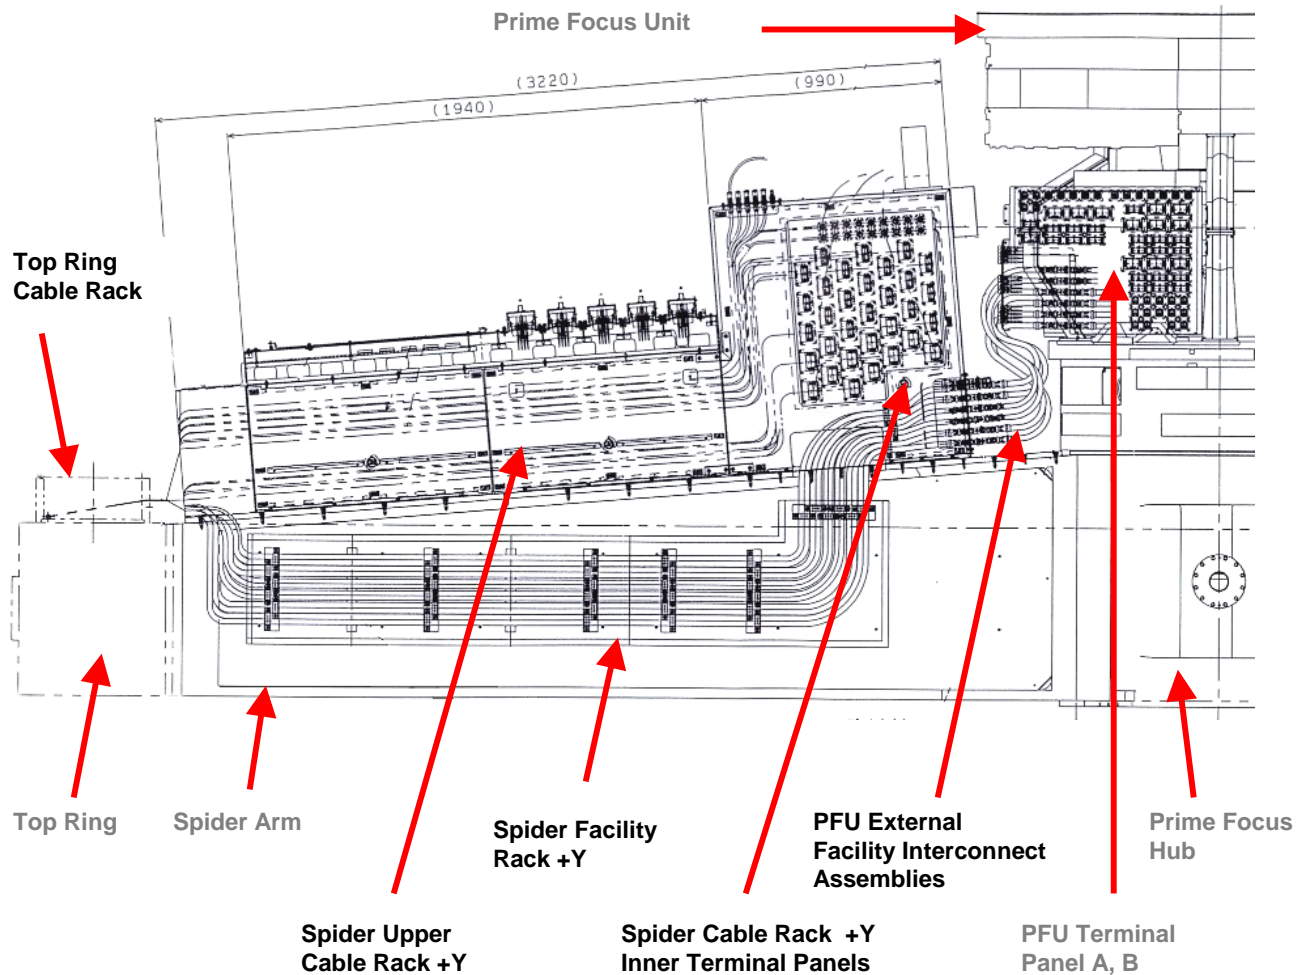 Prime Focus Unit
(3220)
(990)
(1940)
Top Ring
Cable Rack
Top Ring
Spider Arm
Spider Facility
Rack +Y
PFU External
Facility Interconnect
Assemblies
Prime Focus
Hub
Spider Upper
Cable Rack +Y
Spider Cable Rack +Y
Inner Terminal Panels
PFU Terminal
Panel A, B